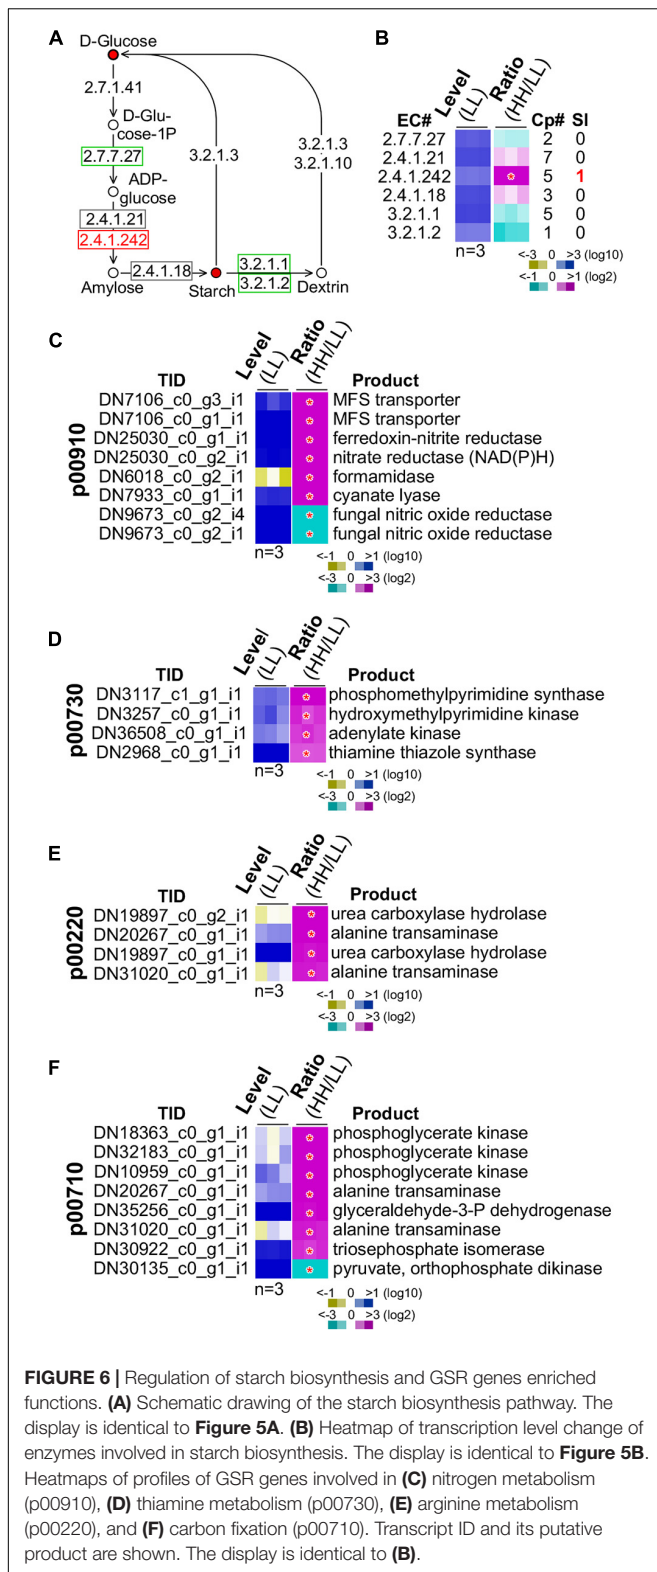 A
D-Glucose
2.7.1.41
D-Glu-
cose-1P
2.7.7.27
ADP-
glucose
2.4.1.21
2.4.1.242
Amylose
2.4.1.18
Starch
3.2.1.3
3.2.1.1
3.2.1.2
Dextrin
3.2.1.3
3.2.1.10
B
EC# Level (LL) Ratio (HH/LL) Cp# SI
2.7.7.27 2 0
2.4.1.21 7 0
2.4.1.242 * 5 1
2.4.1.18 3 0
3.2.1.1 5 0
3.2.1.2 1 0
n=3
<-3 0 >3 (log10)
<-1 0 >1 (log2)
C
p00910
TID Level (LL) Ratio (HH/LL) Product
DN7106_c0_g3_i1 * MFS transporter
DN7106_c0_g1_i1 * MFS transporter
DN25030_c0_g1_i1 * ferredoxin-nitrite reductase
DN25030_c0_g2_i1 * nitrate reductase (NAD(P)H)
DN6018_c0_g2_i1 * formamidase
DN7933_c0_g1_i1 * cyanate lyase
DN9673_c0_g2_i4 * fungal nitric oxide reductase
DN9673_c0_g2_i1 * fungal nitric oxide reductase
n=3
<-1 0 >1 (log10)
<-3 0 >3 (log2)
D
p00730
TID Level (LL) Ratio (HH/LL) Product
DN3117_c1_g1_i1 * phosphomethylpyrimidine synthase
DN3257_c0_g1_i1 * hydroxymethylpyrimidine kinase
DN36508_c0_g1_i1 * adenylate kinase
DN2968_c0_g1_i1 * thiamine thiazole synthase
n=3
<-1 0 >1 (log10)
<-3 0 >3 (log2)
E
p00220
TID Level (LL) Ratio (HH/LL) Product
DN19897_c0_g2_i1 * urea carboxylase hydrolase
DN20267_c0_g1_i1 * alanine transaminase
DN19897_c0_g1_i1 * urea carboxylase hydrolase
DN31020_c0_g1_i1 * alanine transaminase
n=3
<-1 0 >1 (log10)
<-3 0 >3 (log2)
F
p00710
TID Level (LL) Ratio (HH/LL) Product
DN18363_c0_g1_i1 * phosphoglycerate kinase
DN32183_c0_g1_i1 * phosphoglycerate kinase
DN10959_c0_g1_i1 * phosphoglycerate kinase
DN20267_c0_g1_i1 * alanine transaminase
DN35256_c0_g1_i1 * glyceraldehyde-3-P dehydrogenase
DN31020_c0_g1_i1 * alanine transaminase
DN30922_c0_g1_i1 * triosephosphate isomerase
DN30135_c0_g1_i1 * pyruvate, orthophosphate dikinase
n=3
<-1 0 >1 (log10)
<-3 0 >3 (log2)
FIGURE 6 | Regulation of starch biosynthesis and GSR genes enriched
functions. (A) Schematic drawing of the starch biosynthesis pathway. The
display is identical to Figure 5A. (B) Heatmap of transcription level change of
enzymes involved in starch biosynthesis. The display is identical to Figure 5B.
Heatmaps of profiles of GSR genes involved in (C) nitrogen metabolism
(p00910), (D) thiamine metabolism (p00730), (E) arginine metabolism
(p00220), and (F) carbon fixation (p00710). Transcript ID and its putative
product are shown. The display is identical to (B).